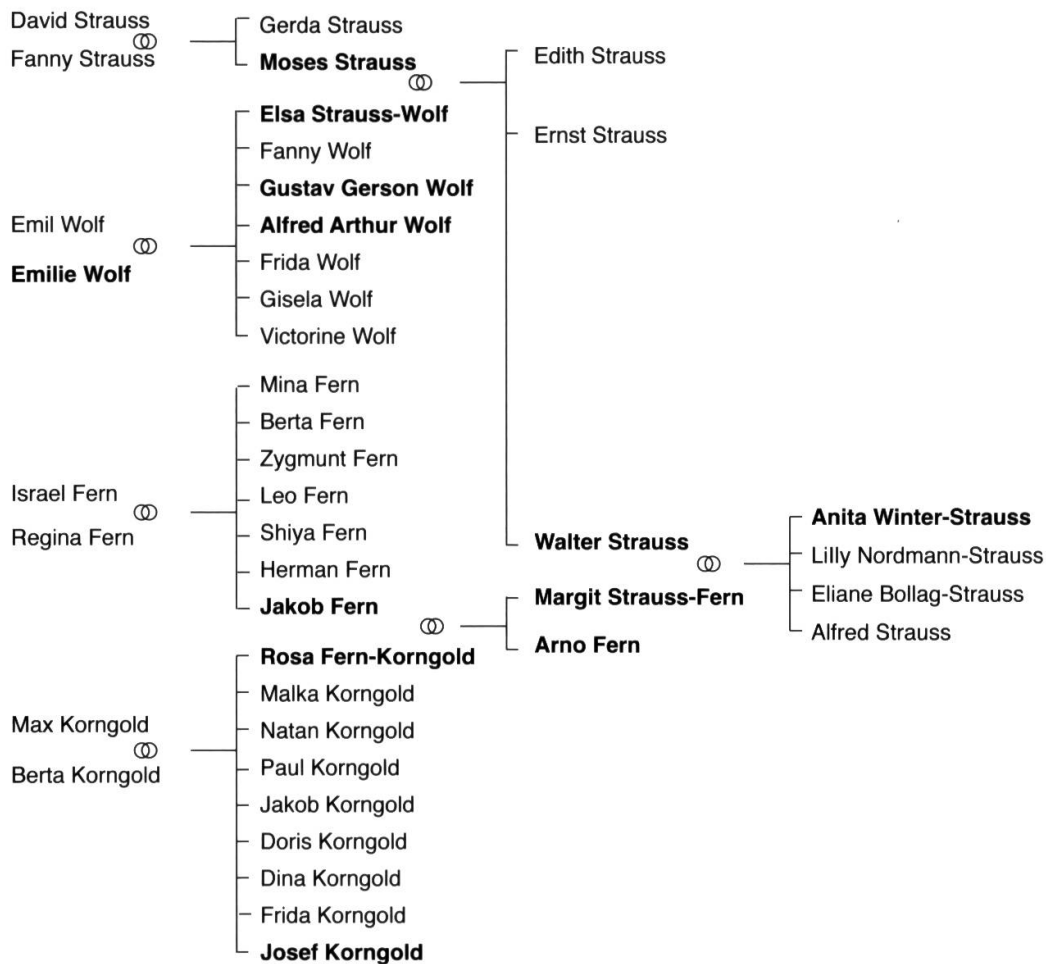 David Strauss
Fanny Strauss
Gerda Strauss
Moses Strauss
Edith Strauss
Ernst Strauss
Elsa Strauss-Wolf
Fanny Wolf
Gustav Gerson Wolf
Alfred Arthur Wolf
Frida Wolf
Gisela Wolf
Victorine Wolf
Emil Wolf
Emilie Wolf
Mina Fern
Berta Fern
Zygmunt Fern
Leo Fern
Shiya Fern
Herman Fern
Jakob Fern
Israel Fern
Regina Fern
Walter Strauss
Margit Strauss-Fern
Arno Fern
Anita Winter-Strauss
Lilly Nordmann-Strauss
Eliane Bollag-Strauss
Alfred Strauss
Rosa Fern-Korngold
Malka Korngold
Natan Korngold
Paul Korngold
Jakob Korngold
Doris Korngold
Dina Korngold
Frida Korngold
Josef Korngold
Max Korngold
Berta Korngold